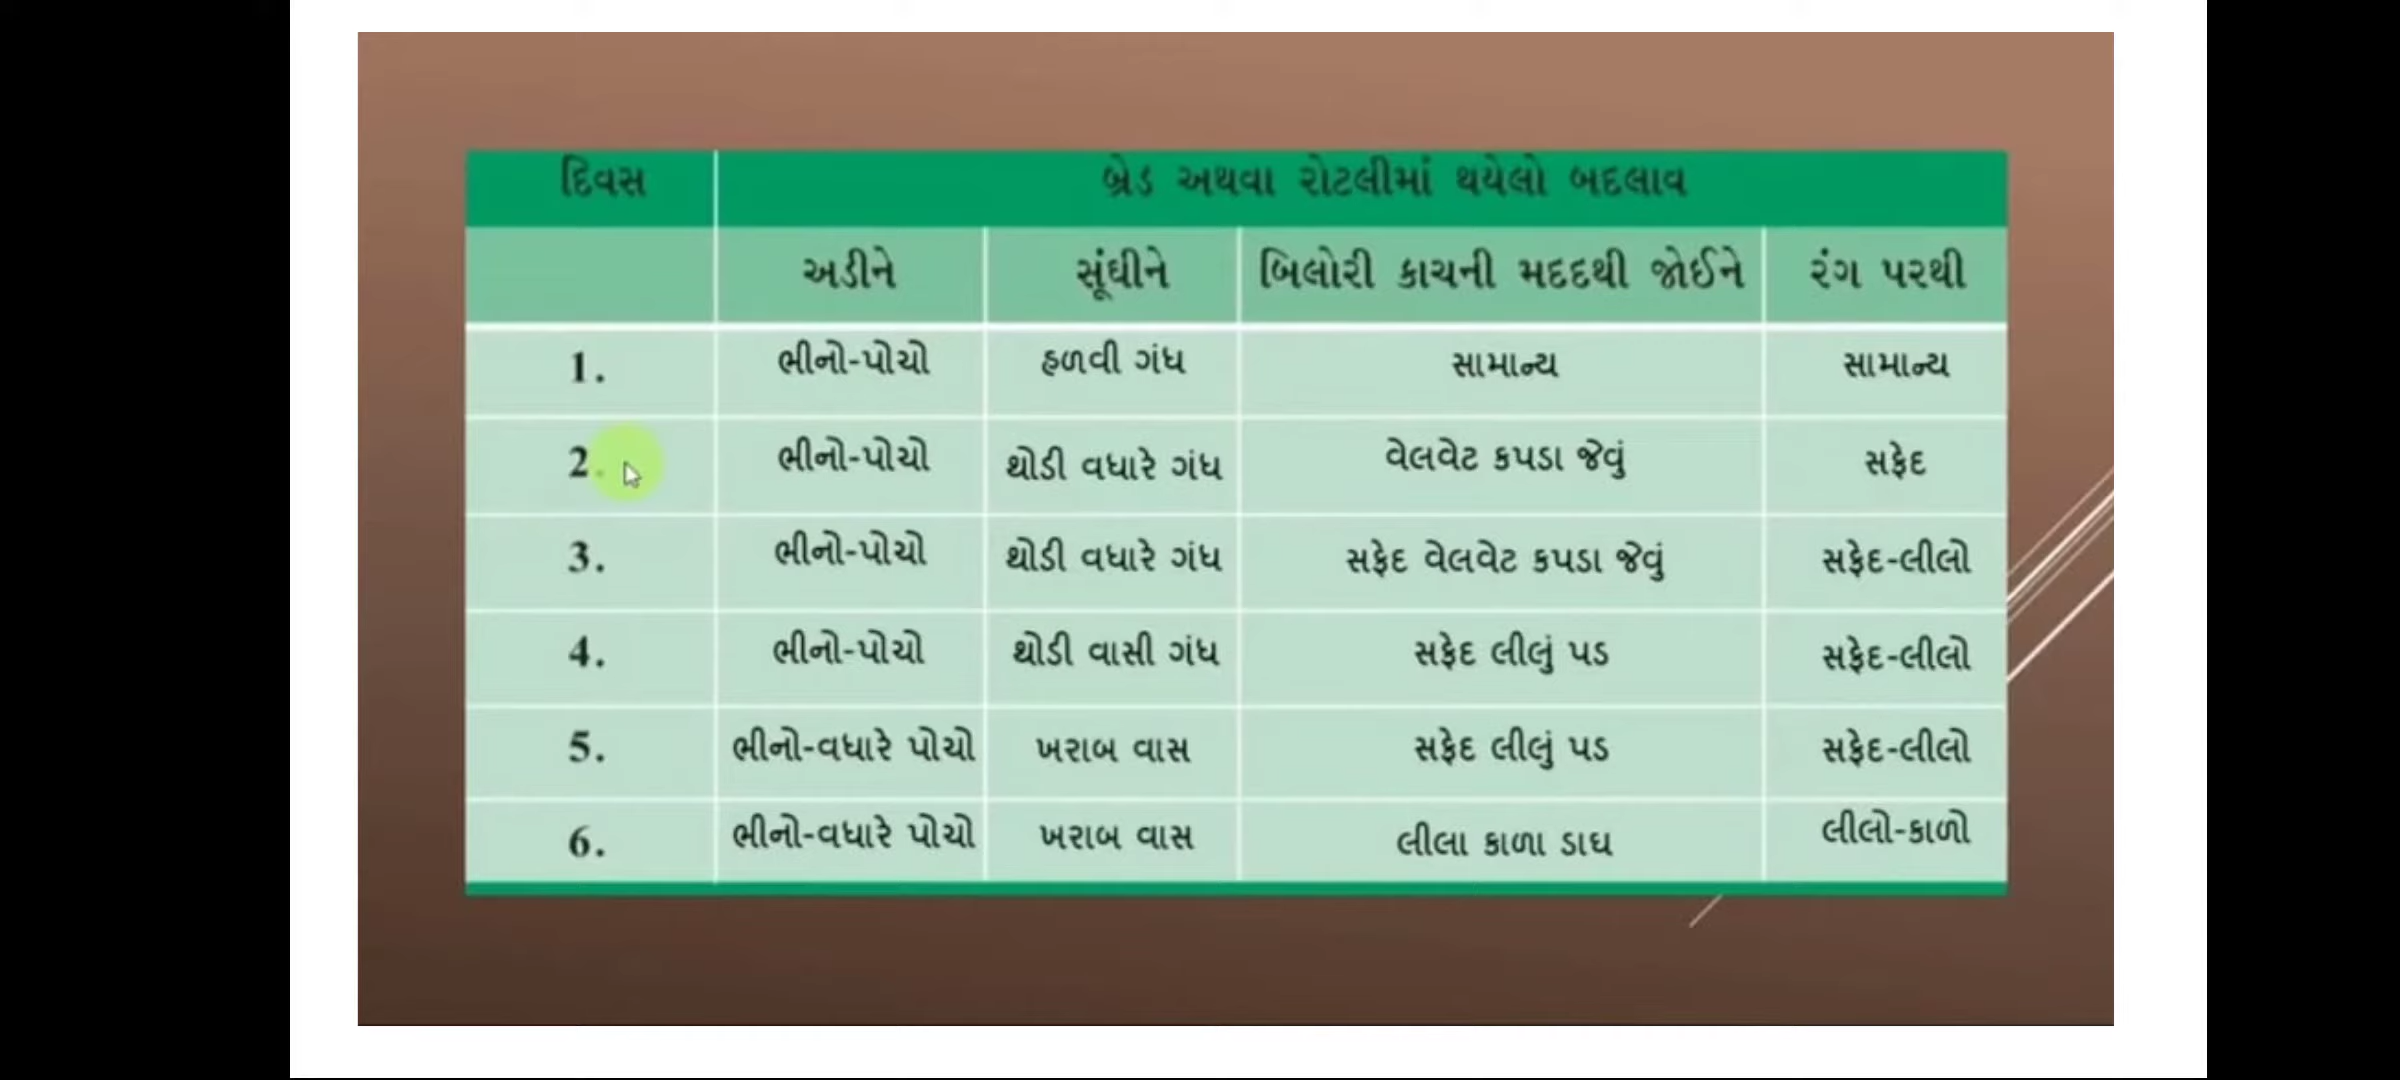 દિવસ બ્રેડ અથવા રોટલીમાં થયેલો બદલાવ
અડીને સૂંઘીને બિલોરી કાચની મદદથી જોઈને રંગ પરથી
1. ભીનો-પોચો હળવી ગંધ સામાન્ય સામાન્ય
2. ભીનો-પોચો થોડી વધારે ગંધ વેલવેટ કપડા જેવું સફેદ
3. ભીનો-પોચો થોડી વધારે ગંધ સફેદ વેલવેટ કપડા જેવું સફેદ-લીલો
4. ભીનો-પોચો થોડી વાસી ગંધ સફેદ લીલું પડ સફેદ-લીલો
5. ભીનો-વધારે પોચો ખરાબ વાસ સફેદ લીલું પડ સફેદ-લીલો
6. ભીનો-વધારે પોચો ખરાબ વાસ લીલા કાળા ડાઘ લીલો-કાળો